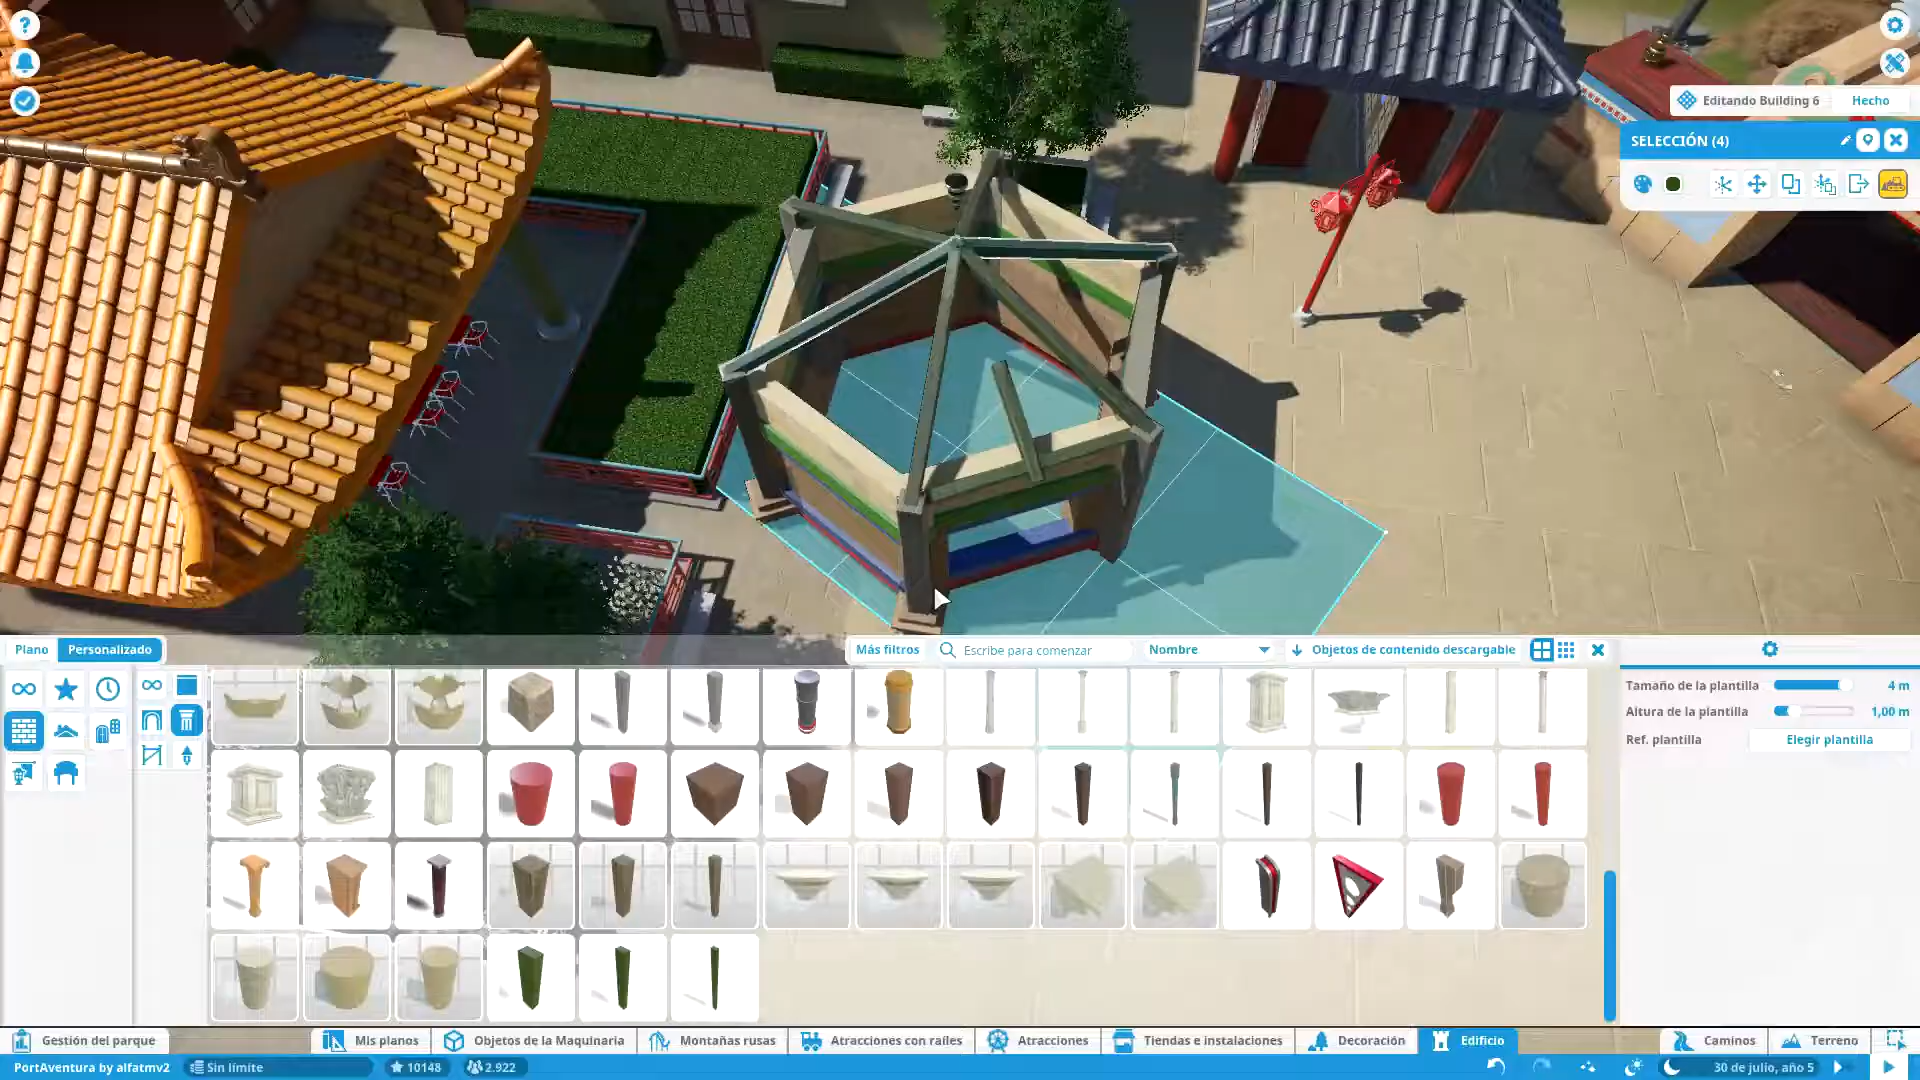 ?
Editando Building 6
Hecho
SELECCIÓN (4)
Plano
Personalizado
Más filtros
Escribe para comenzar
Nombre
Objetos de contenido descargable
Tamaño de la plantilla
4 m
Altura de la plantilla
1,00 m
Ref. plantilla
Elegir plantilla
Gestión del parque
Mis planos
Objetos de la Maquinaria
Montañas rusas
Atracciones con raíles
Atracciones
Tiendas e instalaciones
Decoración
Edificio
Caminos
Terreno
PortAventura by alfatmv2
Sin límite
10148
2.922
30 de julio, año 5